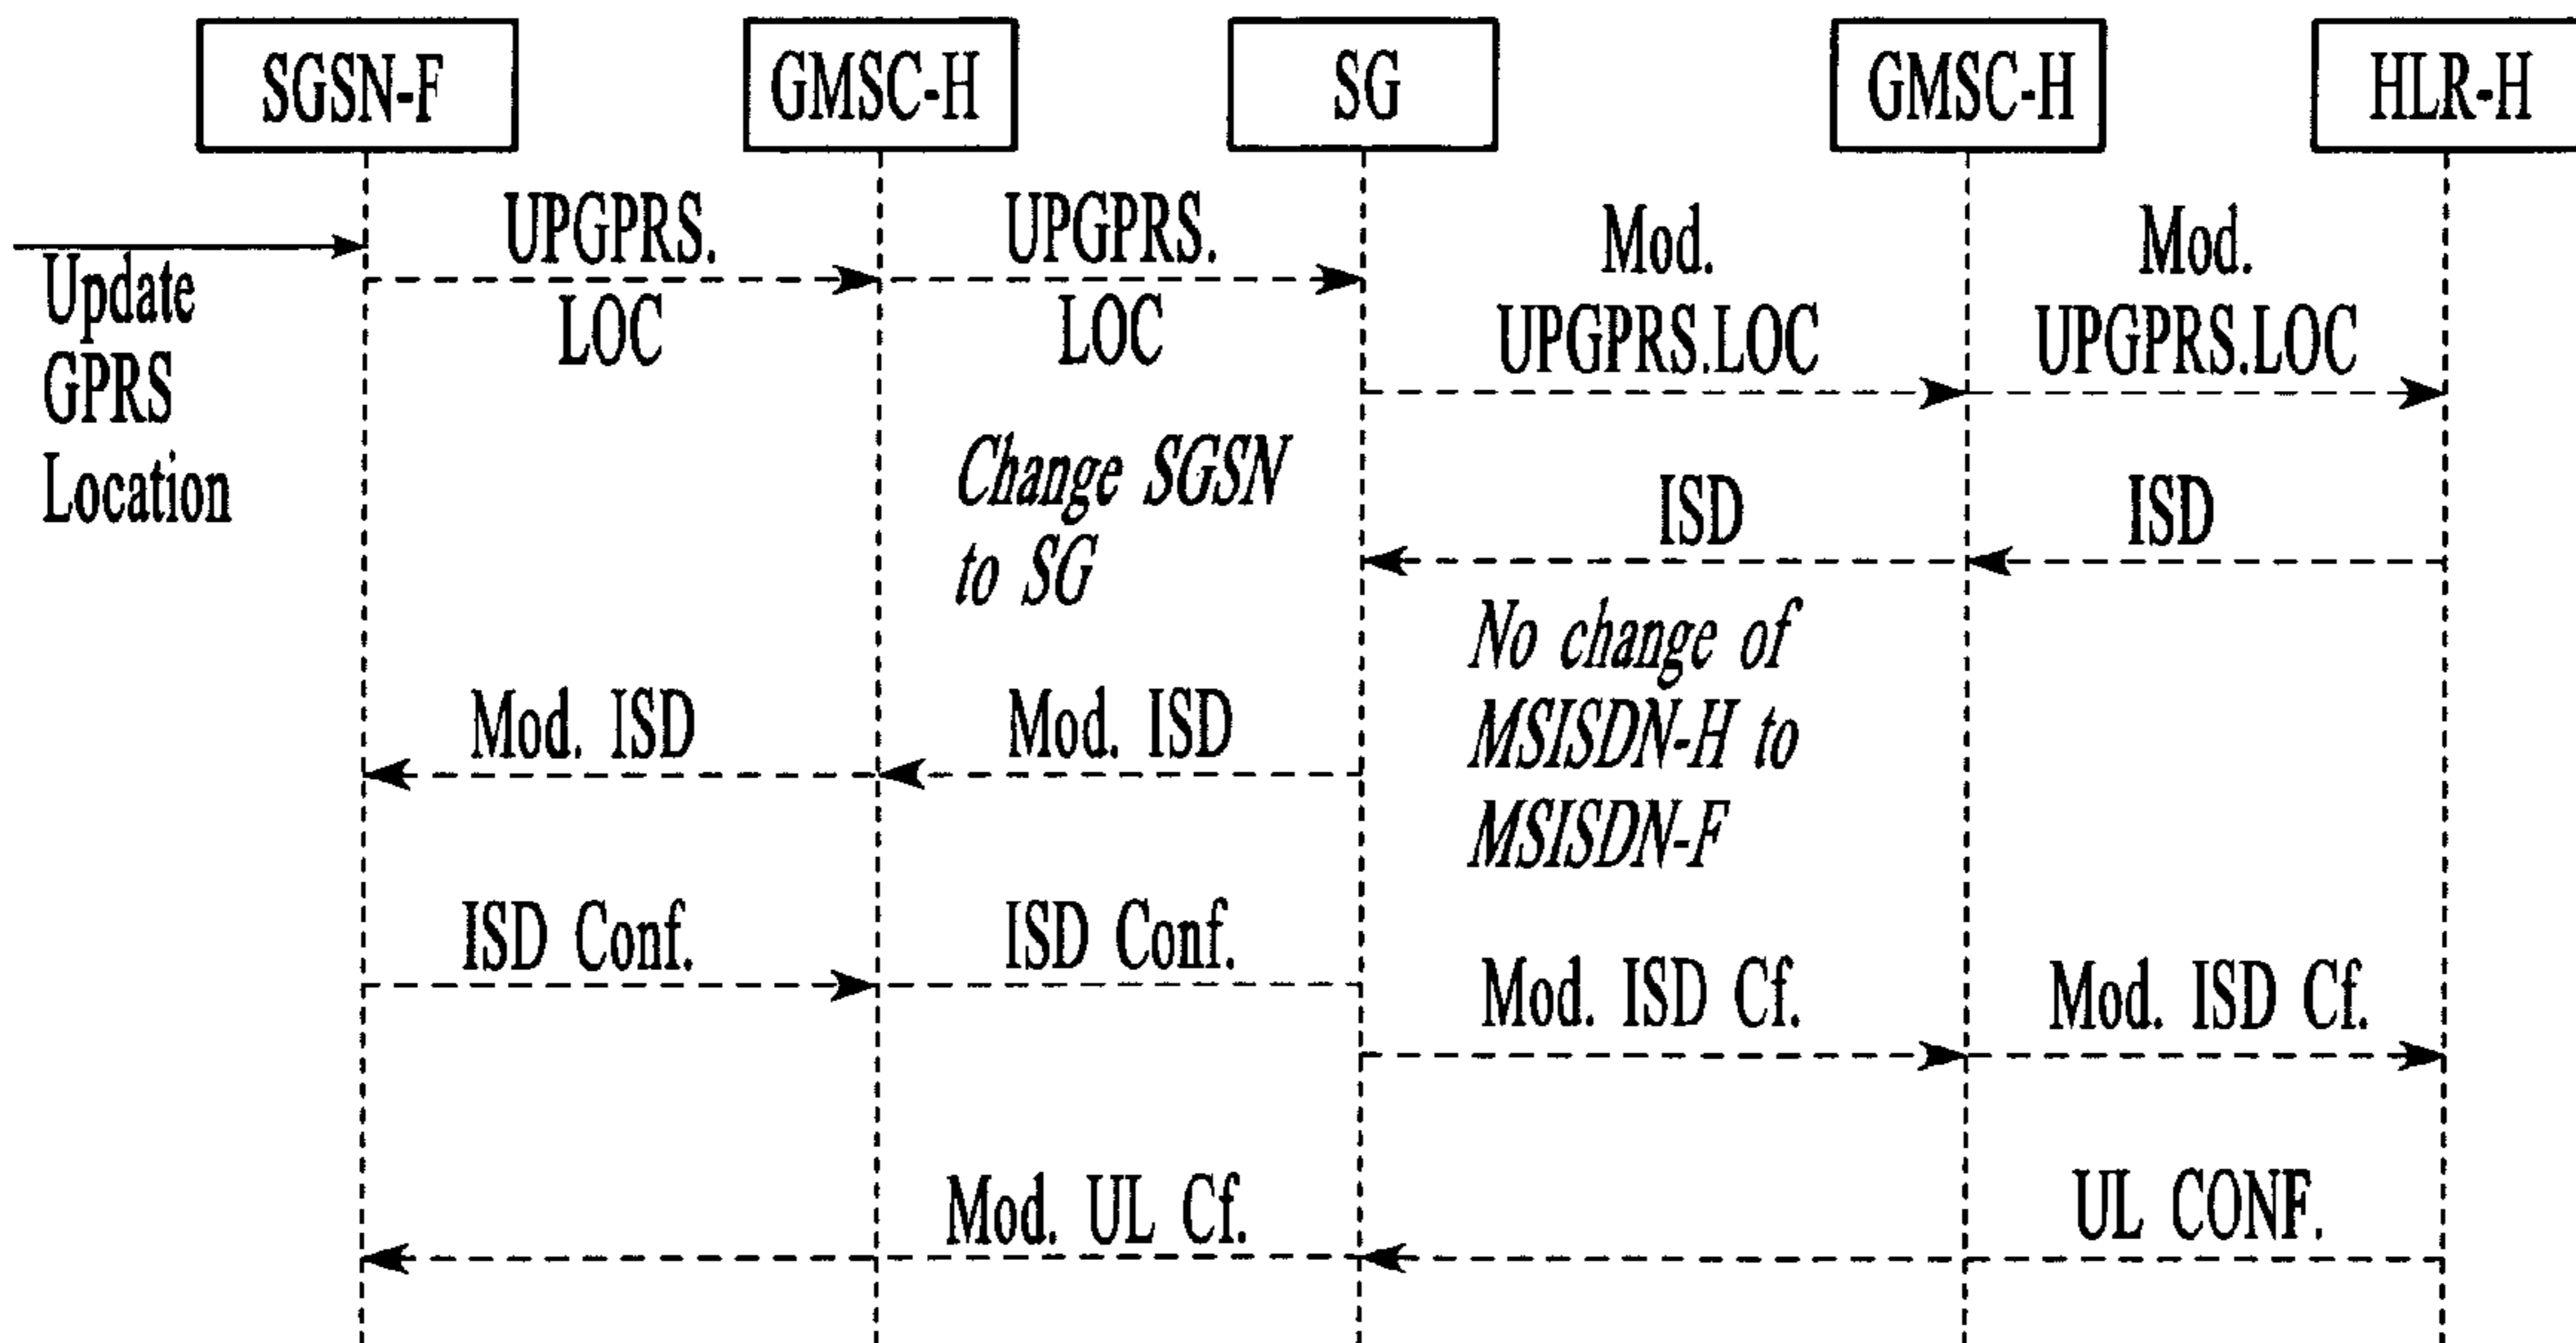 SGSN-F
GMSC-H
SG
GMSC-H
HLR-H
Update
GPRS
Location
UPGPRS.
LOC
UPGPRS.
LOC
Mod.
UPGPRS.LOC
Mod.
UPGPRS.LOC
Change SGSN
to SG
ISD
ISD
No change of
MSISDN-H to
MSISDN-F
Mod. ISD
Mod. ISD
ISD Conf.
ISD Conf.
Mod. ISD Cf.
Mod. ISD Cf.
Mod. UL Cf.
UL CONF.